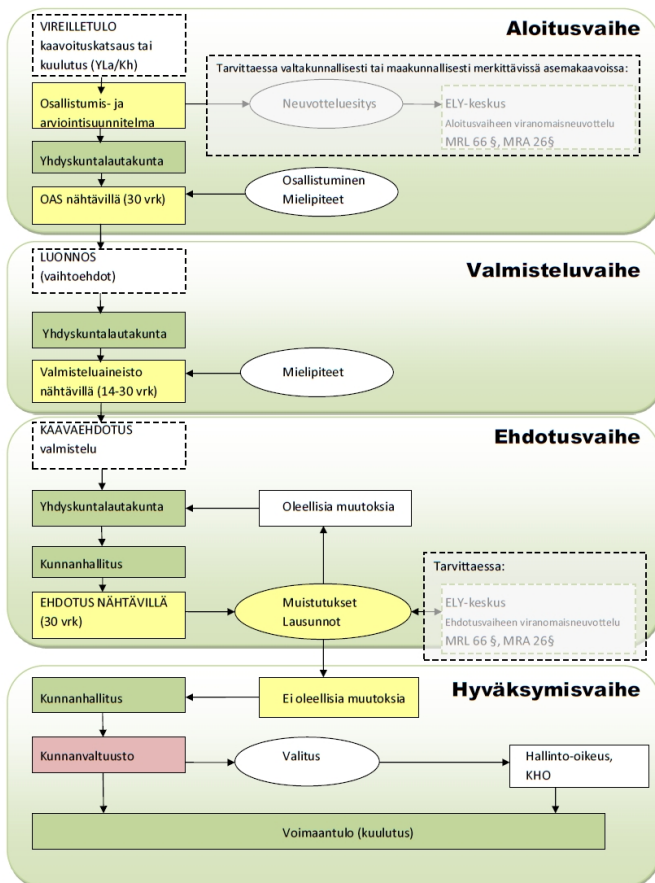 Aloitusvaihe
VIREILLETULO
kaavoituskatsaus tai
kuulutus (YLa/Kh)
Tarvittaessa valtakunnallisesti tai maakunnallisesti merkittävissä asemakaavoissa:
Osallistumis- ja
arviointisuunnitelma
Neuvotteluesitys
ELY-keskus
Aloitusvaiheen viranomaisneuvottelu
MRL 66 §, MRA 26§
Yhdyskuntalautakunta
OAS nähtävillä (30 vrk)
Osallistuminen
Mielipiteet
Valmisteluvaihe
LUONNOS
(vaihtoehdot)
Yhdyskuntalautakunta
Valmisteluaineisto
nähtävillä (14-30 vrk)
Mielipiteet
Ehdotusvaihe
KAAVAEHDOTUS
valmistelu
Yhdyskuntalautakunta
Oleellisia muutoksia
Kunnanhallitus
EHDOTUS NÄHTÄVILLÄ
(30 vrk)
Muistutukset
Lausunnot
Tarvittaessa:
ELY-keskus
Ehdotusvaiheen viranomaisneuvottelu
MRL 66 §, MRA 26§
Hyväksymisvaihe
Kunnanhallitus
Ei oleellisia muutoksia
Kunnanvaltuusto
Valitus
Hallinto-oikeus,
KHO
Voimaantulo (kuulutus)